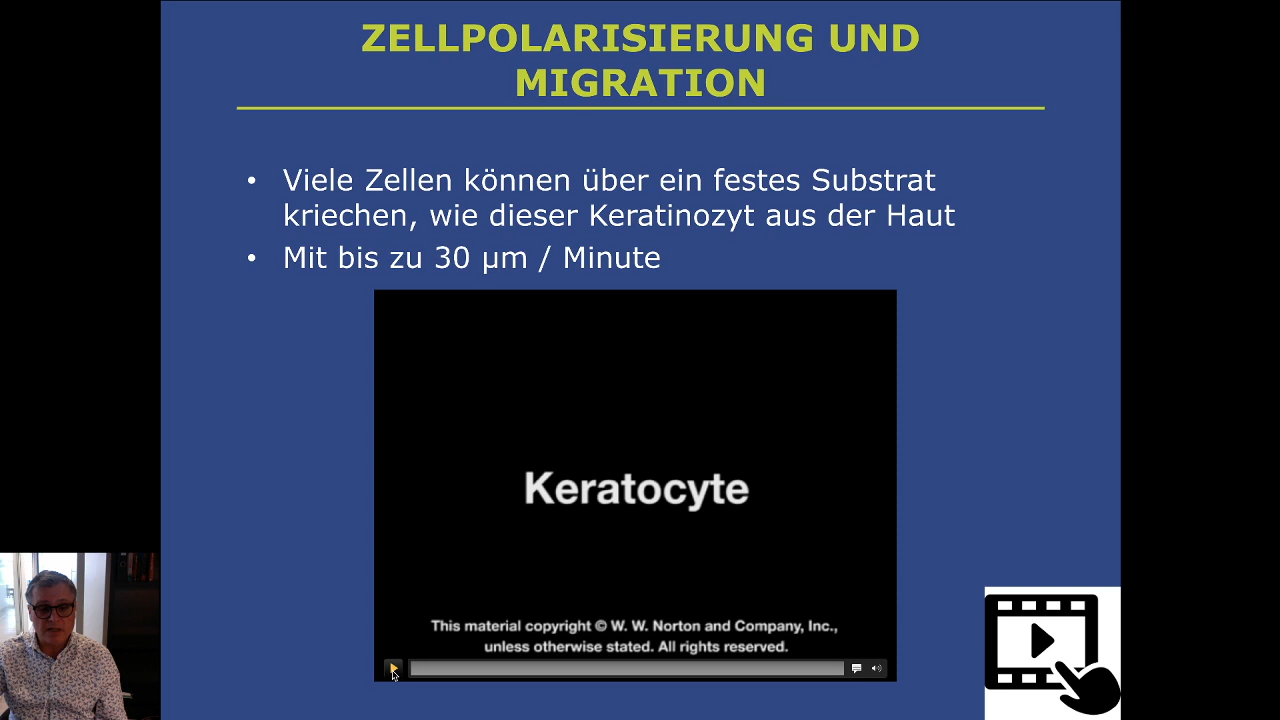 ZELLPOLARISIERUNG UND
MIGRATION
• Viele Zellen können über ein festes Substrat
kriechen, wie dieser Keratinozyt aus der Haut
• Mit bis zu 30 µm / Minute
Keratocyte
This material copyright © W. W. Norton and Company, Inc.,
unless otherwise stated. All rights reserved.